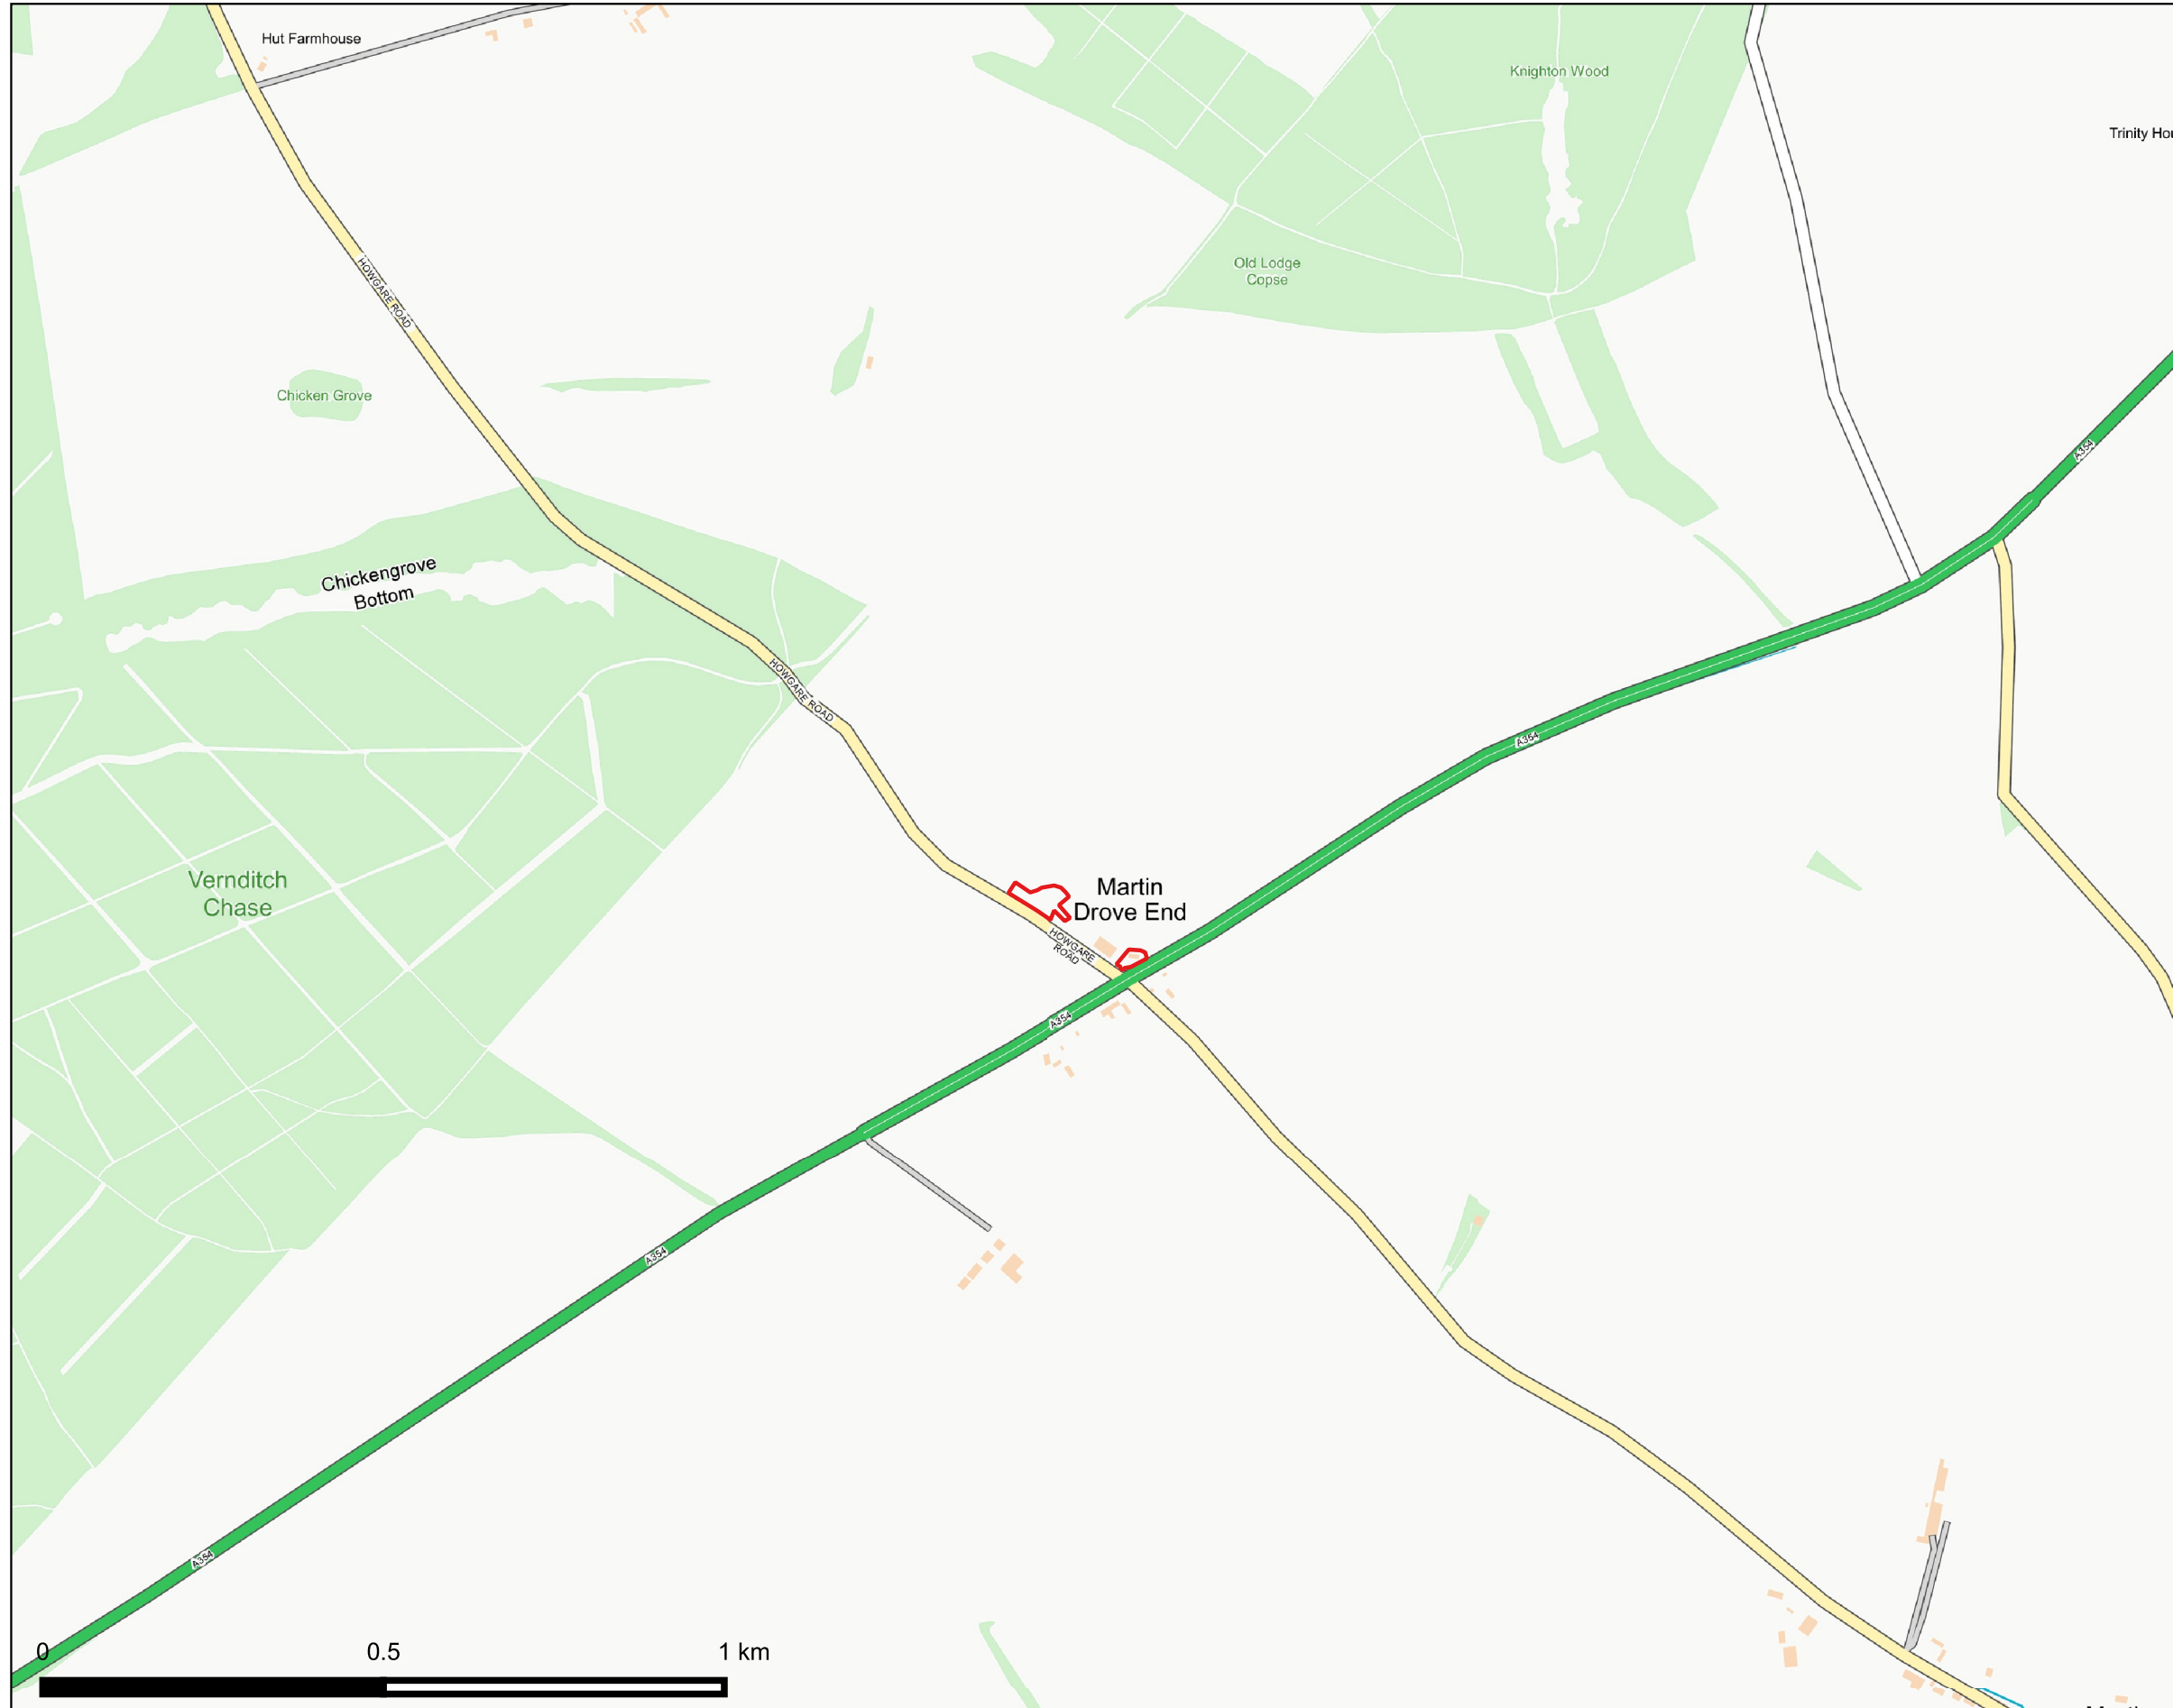 Hut Farmhouse
Knighton Wood
HOWGARE ROAD
Old Lodge
Copse
Chicken Grove
A354
Chickengrove
Bottom
HOWGARE ROAD
A354
Vernditch
Chase
Martin
Drove End
HOWGARE
ROAD
A354
A354
A354
0
0.5
1 km
Trinity